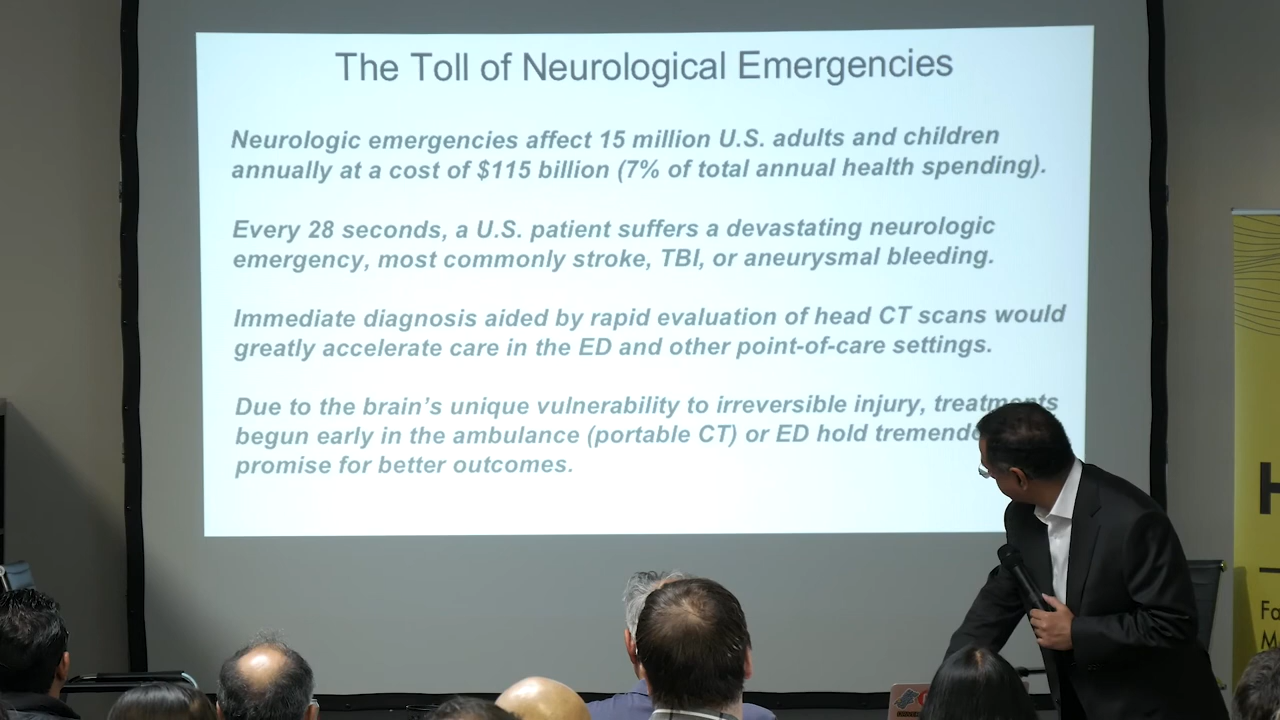 The Toll of Neurological Emergencies
Neurologic emergencies affect 15 million U.S. adults and children
annually at a cost of $115 billion (7% of total annual health spending).
Every 28 seconds, a U.S. patient suffers a devastating neurologic
emergency, most commonly stroke, TBI, or aneurysmal bleeding.
Immediate diagnosis aided by rapid evaluation of head CT scans would
greatly accelerate care in the ED and other point-of-care settings.
Due to the brain's unique vulnerability to irreversible injury, treatments
begun early in the ambulance (portable CT) or ED hold
promise for better outcomes.